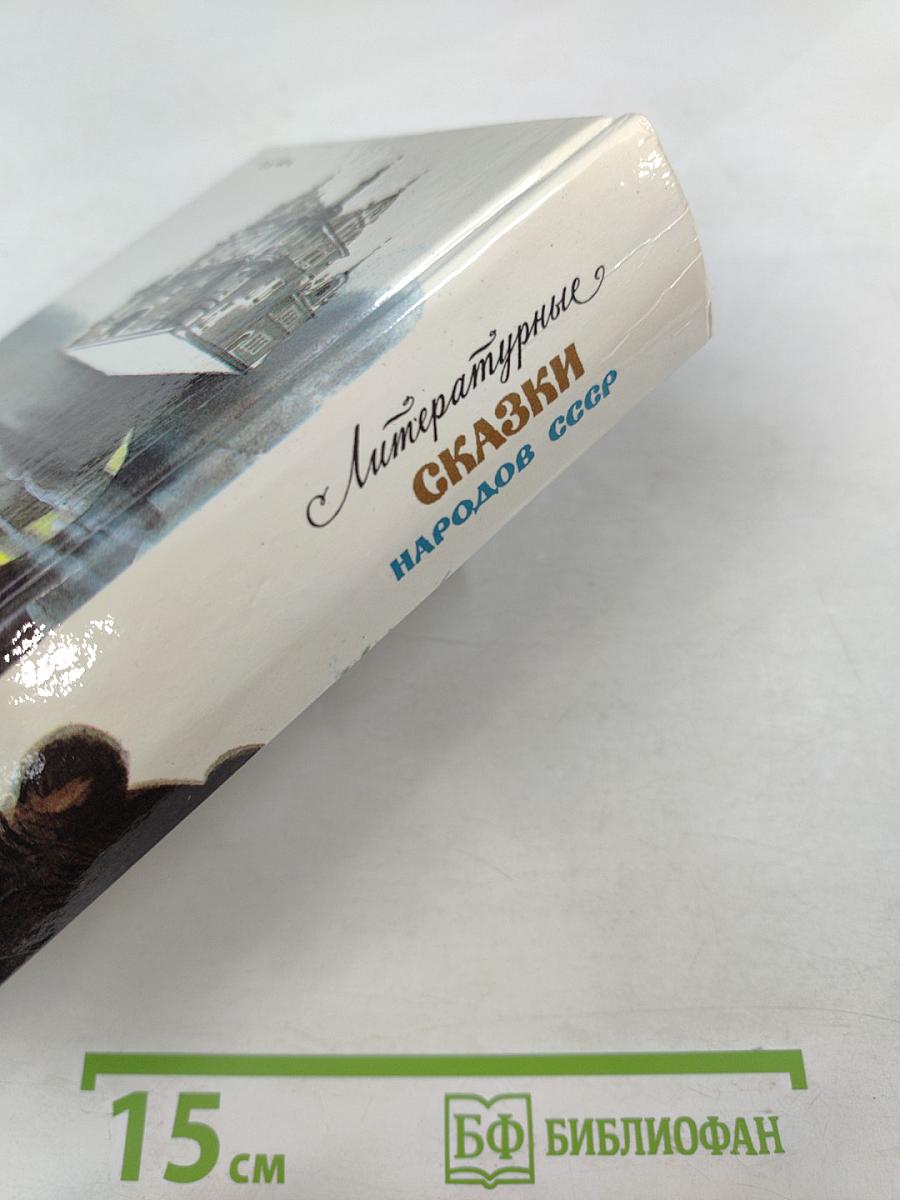 Литературные
СКАЗКИ
НАРОДОВ СССР
15 см
БФ БИБЛИОФАН